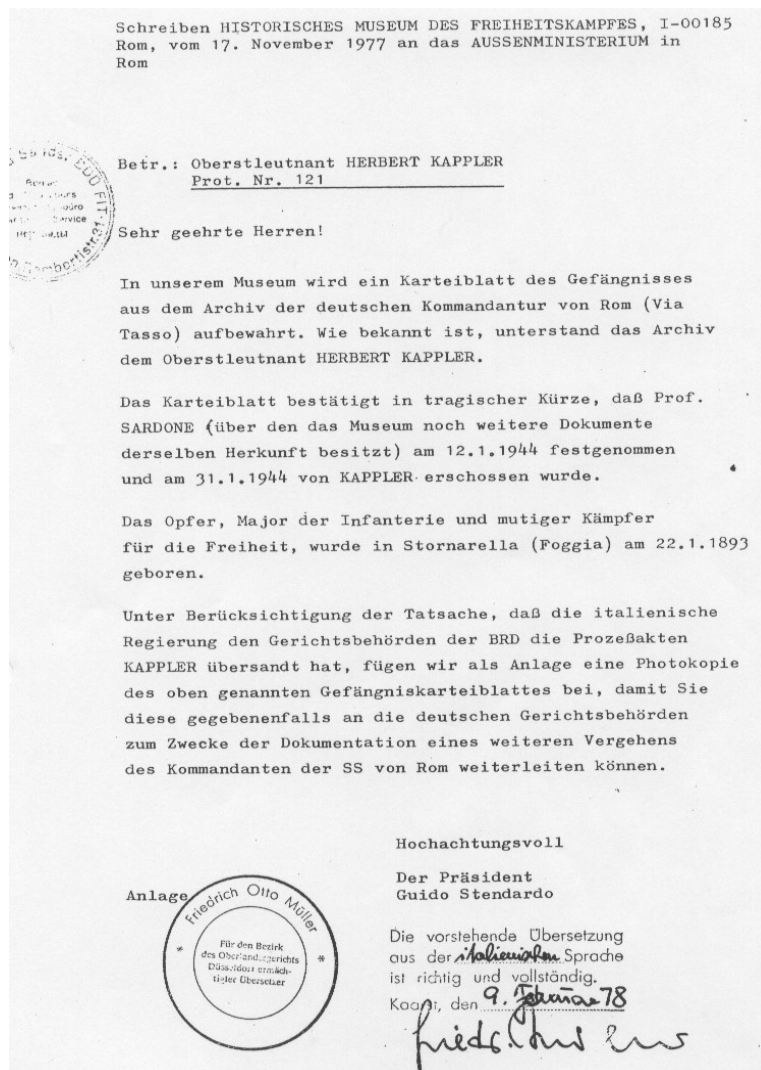 Schreiben HISTORISCHES MUSEUM DES FREIHEITSKAMPFES, I-00185
Rom, vom 17. November 1977 an das AUSSENMINISTERIUM in
Rom
Betr.: Oberstleutnant HERBERT KAPPLER
Prot. Nr. 121
Sehr geehrte Herren!
In unserem Museum wird ein Karteiblatt des Gefängnisses
aus dem Archiv der deutschen Kommandantur von Rom (Via
Tasso) aufbewahrt. Wie bekannt ist, unterstand das Archiv
dem Oberstleutnant HERBERT KAPPLER.
Das Karteiblatt bestätigt in tragischer Kürze, daß Prof.
SARDONE (über den das Museum noch weitere Dokumente
derselben Herkunft besitzt) am 12.1.1944 festgenommen
und am 31.1.1944 von KAPPLER erschossen wurde.
Das Opfer, Major der Infanterie und mutiger Kämpfer
für die Freiheit, wurde in Stornarella (Foggia) am 22.1.1893
geboren.
Unter Berücksichtigung der Tatsache, daß die italienische
Regierung den Gerichtsbehörden der BRD die Prozeßakten
KAPPLER übersandt hat, fügen wir als Anlage eine Photokopie
des oben genannten Gefängniskarteiblattes bei, damit Sie
diese gegebenenfalls an die deutschen Gerichtsbehörden
zum Zwecke der Dokumentation eines weiteren Vergehens
des Kommandanten der SS von Rom weiterleiten können.
Hochachtungsvoll
Der Präsident
Guido Stendardo
Anlage
Friedrich Otto Müller
Für den Bezirk
des Oberlandesgerichts
Düsseldorf ermäch-
tigter Übersetzer
Die vorstehende Übersetzung
aus der italienischen Sprache
ist richtig und vollständig.
Kaarst, den 9. Februar 78